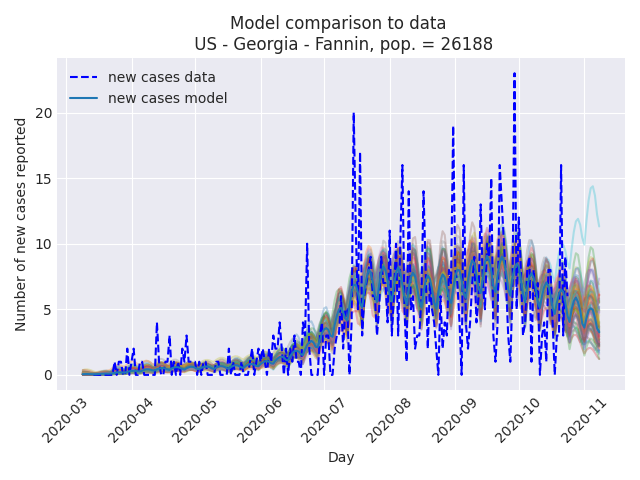 Model comparison to data
US - Georgia - Fannin, pop. = 26188
new cases data
new cases model
Number of new cases reported
20
15
10
5
0
2020-03
2020-04
2020-05
2020-06
2020-07
2020-08
2020-09
2020-10
2020-11
Day